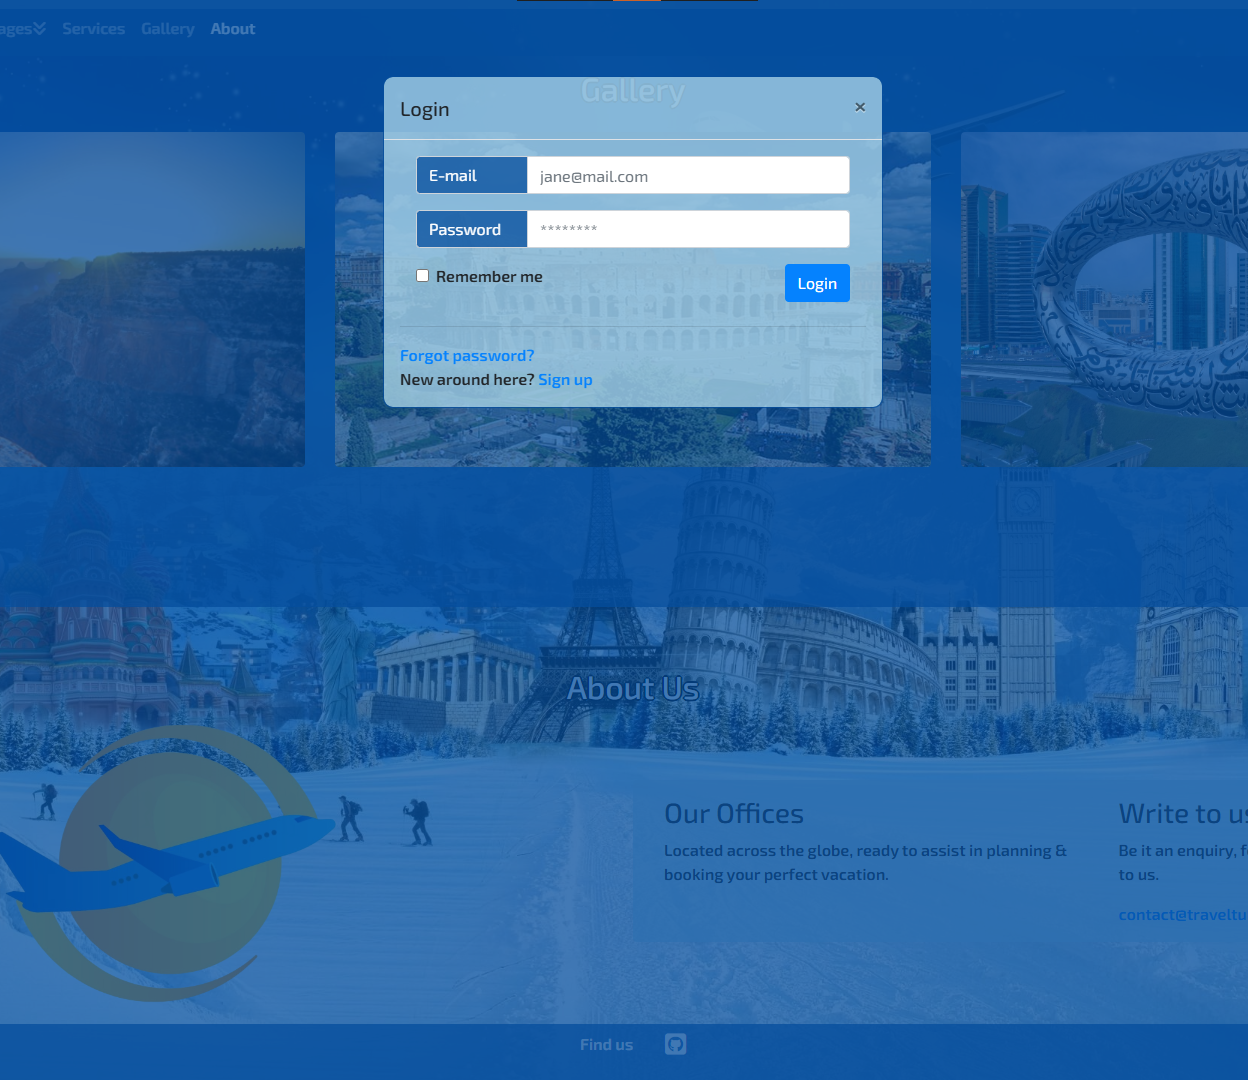 ages Services Gallery About
Gallery
Login ×
E-mail jane@mail.com
Password ********
Remember me Login
Forgot password?
New around here? Sign up
About Us
Our Offices
Located across the globe, ready to assist in planning &
booking your perfect vacation.
Write to us
Be it an enquiry, f
to us.
contact@traveltu
Find us